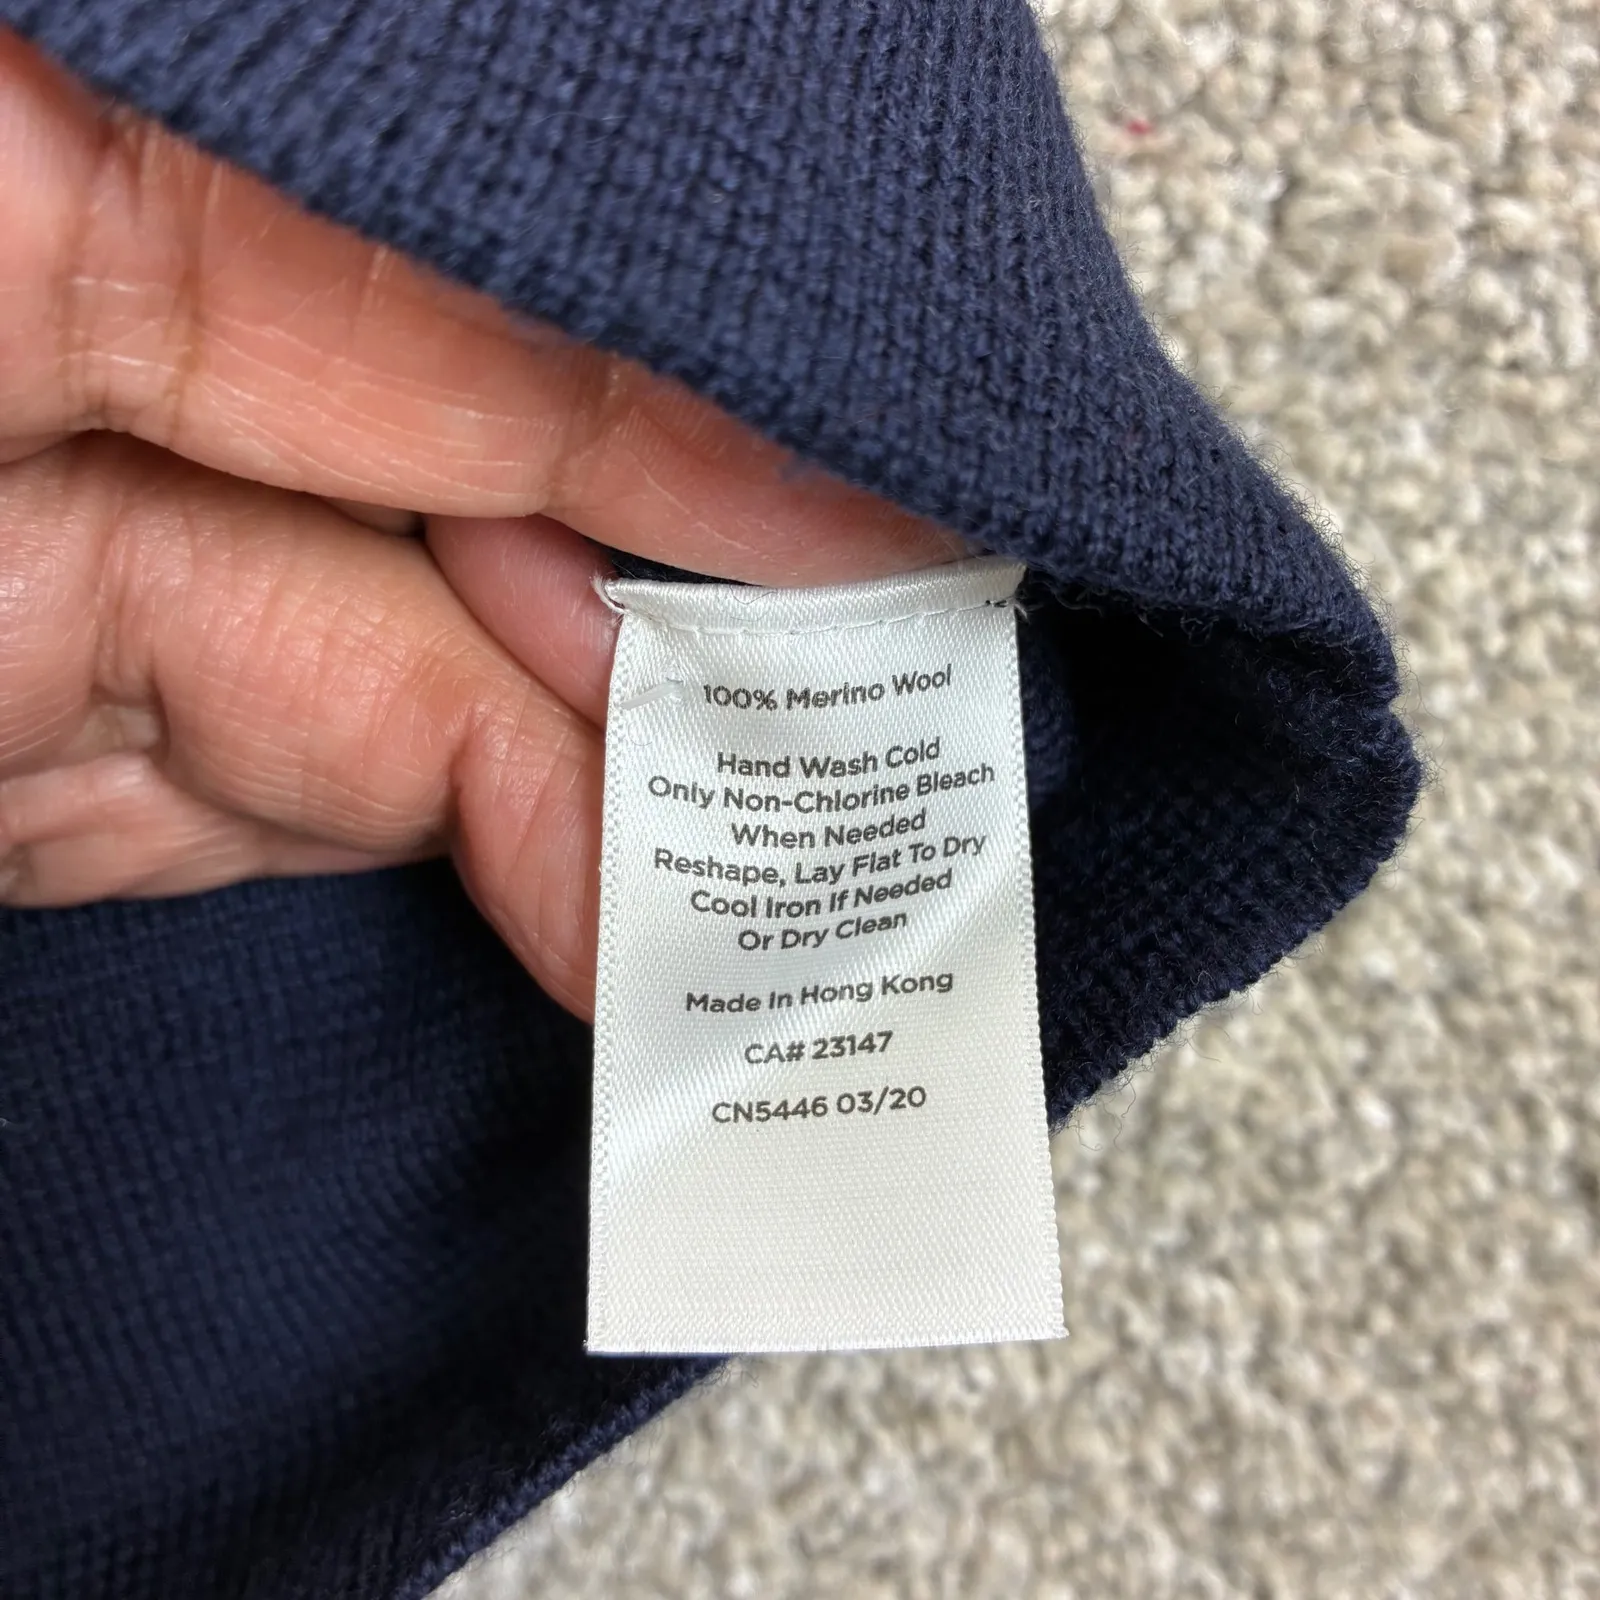 100% Merino Wool
Hand Wash Cold
Only Non-Chlorine Bleach
When Needed
Reshape, Lay Flat To Dry
Cool Iron If Needed
Or Dry Clean
Made In Hong Kong
CA# 23147
CN5446 03/20